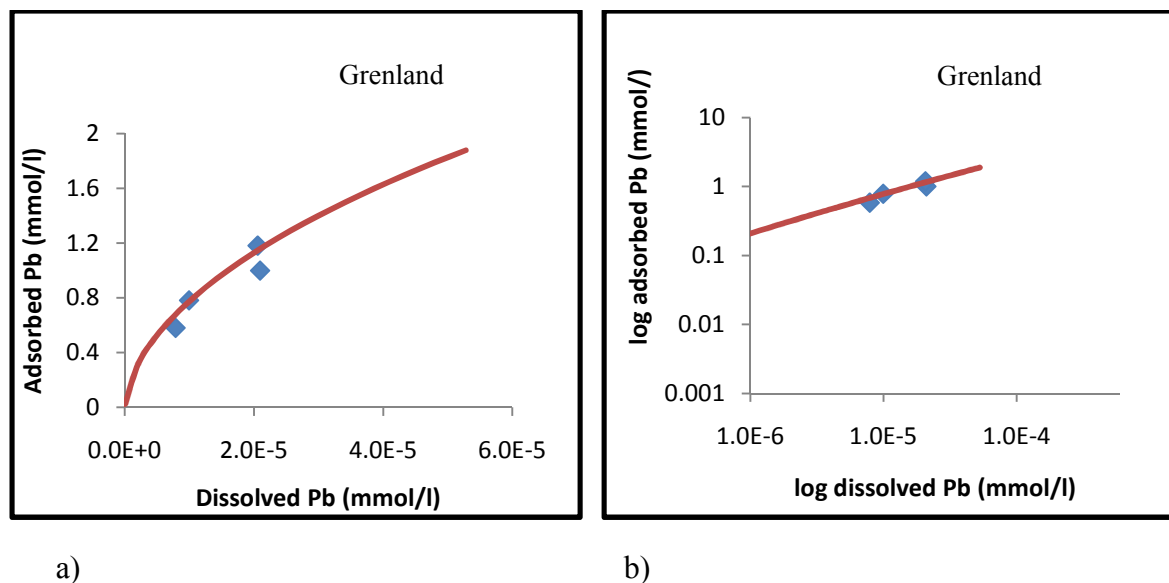 Grenland
Adsorbed Pb (mmol/l)
2
1.6
1.2
0.8
0.4
0
0.0E+0 2.0E-5 4.0E-5 6.0E-5
Dissolved Pb (mmol/l)
a)
Grenland
log adsorbed Pb (mmol/)
10
1
0.1
0.01
0.001
1.0E-6 1.0E-5 1.0E-4
log dissolved Pb (mmol/l)
b)